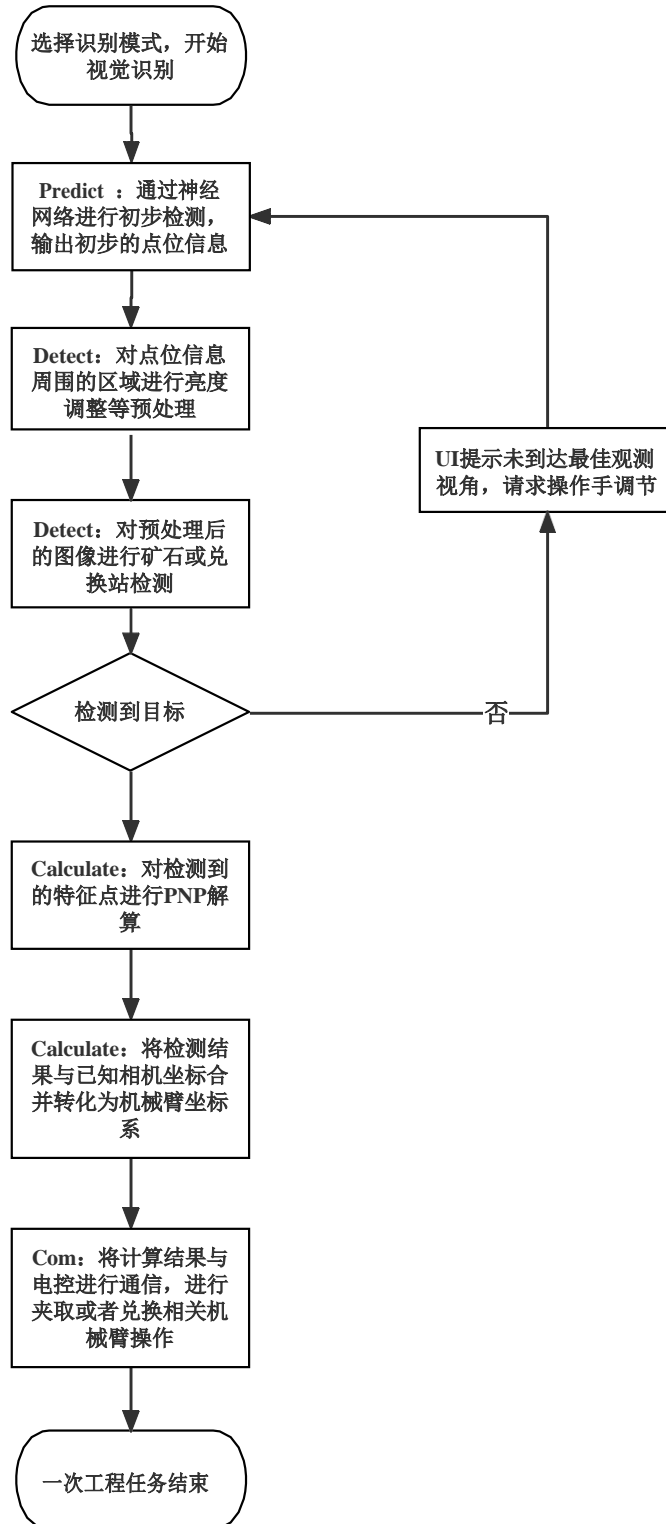 选择识别模式，开始
视觉识别
Predict ：通过神经
网络进行初步检测，
输出初步的点位信息
Detect：对点位信息
周围的区域进行亮度
调整等预处理
UI提示未到达最佳观测
视角，请求操作手调节
Detect：对预处理后
的图像进行矿石或兑
换站检测
检测到目标
否
Calculate：对检测到
的特征点进行PNP解
算
Calculate：将检测结
果与已知相机坐标合
并转化为机械臂坐标
系
Com：将计算结果与
电控进行通信，进行
夹取或者兑换相关机
械臂操作
一次工程任务结束